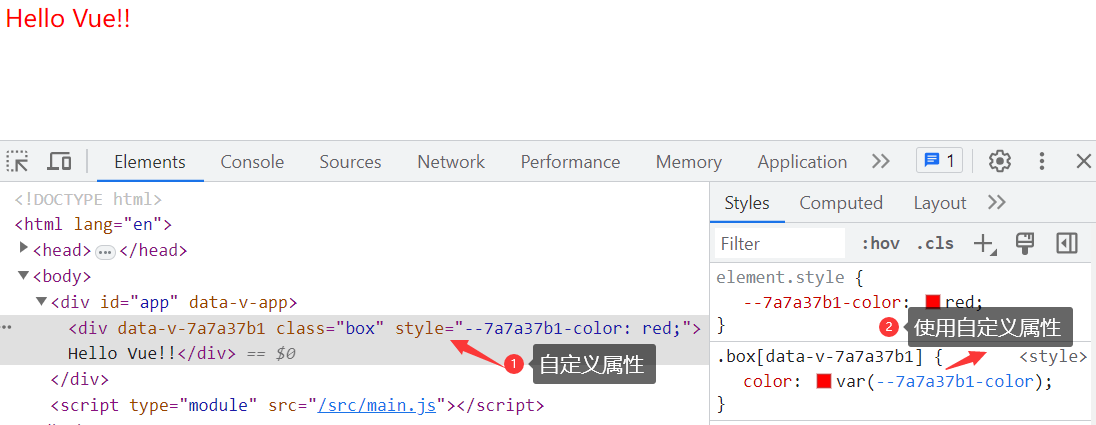 Hello Vue!!
Elements Console Sources Network Performance Memory Application 1
<!DOCTYPE html>
<html lang="en">
<head>…</head>
<body>
<div id="app" data-v-app>
<div data-v-7a7a37b1 class="box" style="--7a7a37b1-color: red;">
Hello Vue!!</div> == $0
1 自定义属性
</div>
<script type="module" src="/src/main.js"></script>
Styles Computed Layout
Filter :hov .cls
element.style {
--7a7a37b1-color: red;
}
2 使用自定义属性
.box[data-v-7a7a37b1] { <style>
color: var(--7a7a37b1-color);
}